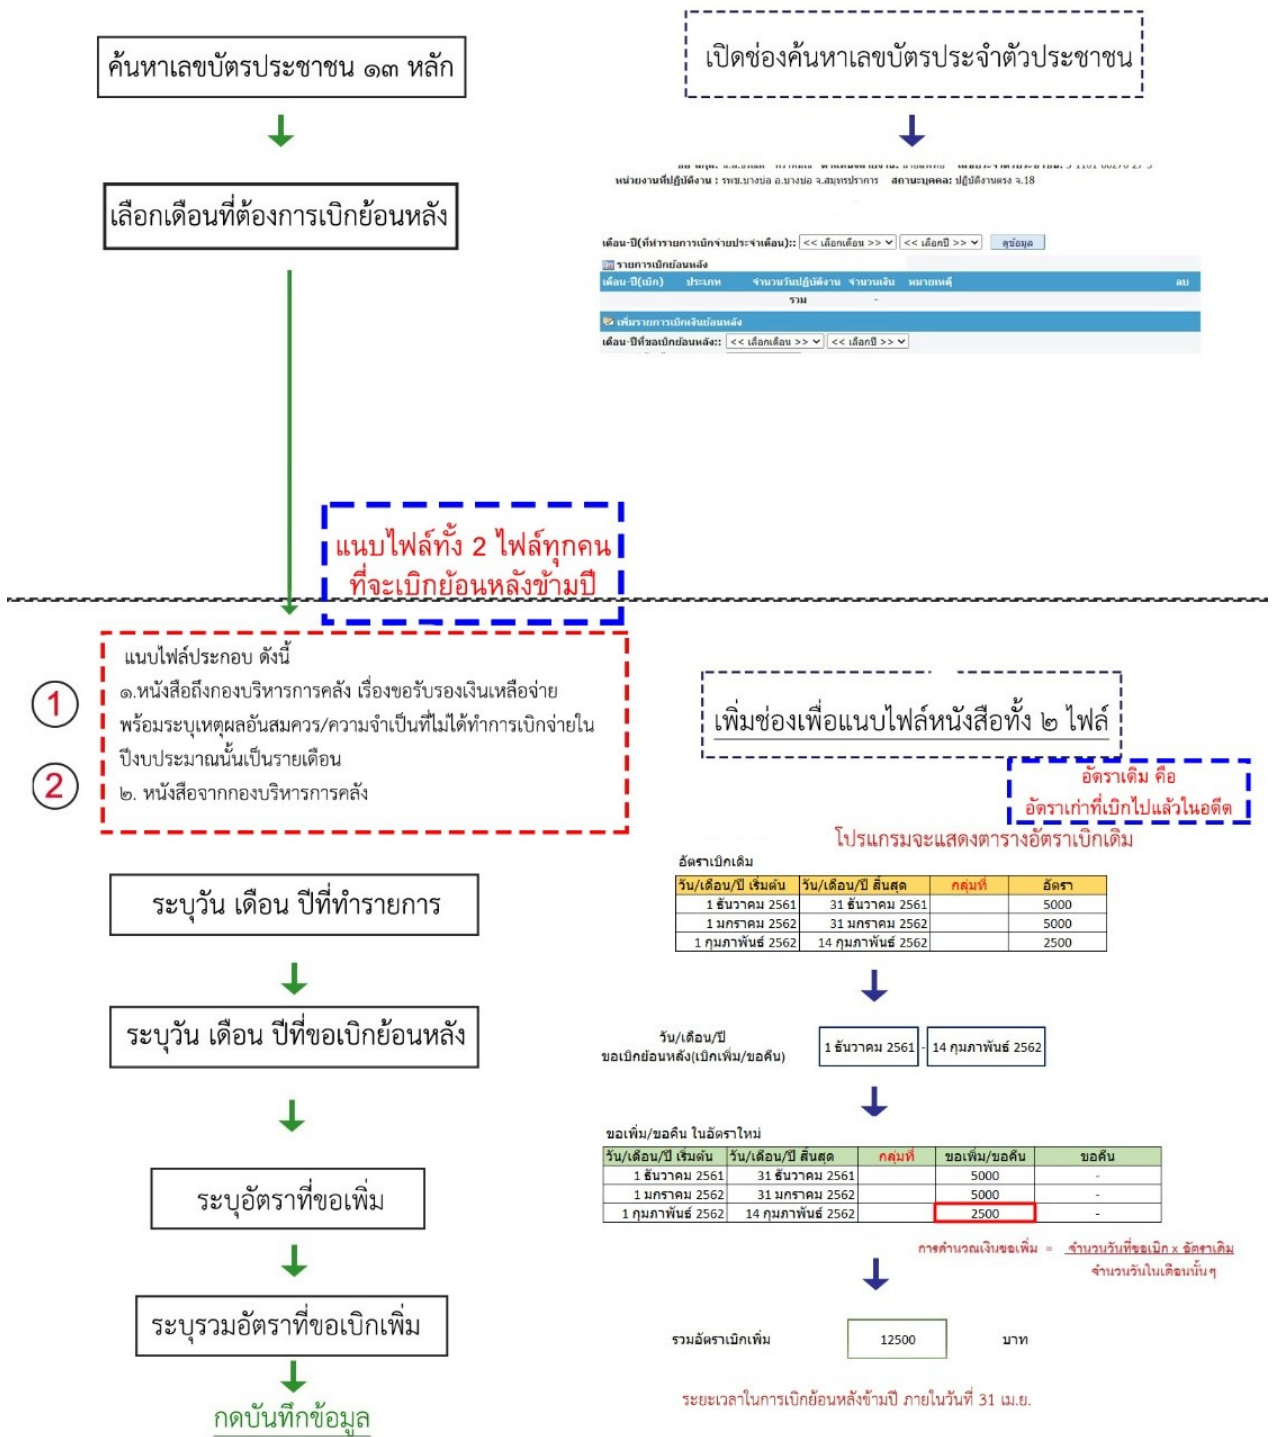 ค้นหาเลขบัตรประชาชน ๑๓ หลัก
เปิดช่องค้นหาเลขบัตรประจำตัวประชาชน
เลือกเดือนที่ต้องการเบิกย้อนหลัง
หน่วยงานที่ปฏิบัติงาน : รพช.บางบ่อ อ.บางบ่อ จ.สมุทรปราการ สถานะบุคคล: ปฏิบัติงานตรง จ.18
เดือน-ปี(ที่ทำรายการเบิกจ่ายประจำเดือน):: << เลือกเดือน >> << เลือกปี >> ดูข้อมูล
รายการเบิกย้อนหลัง
เดือน-ปี(เบิก) ประเภท จำนวนวันปฏิบัติงาน จำนวนเงิน หมายเหตุ ลบ
รวม -
เพิ่มรายการเบิกเงินย้อนหลัง
เดือน-ปีที่ขอเบิกย้อนหลัง:: << เลือกเดือน >> << เลือกปี >>
แนบไฟล์ทั้ง 2 ไฟล์ทุกคน
ที่จะเบิกย้อนหลังข้ามปี
แนบไฟล์ประกอบ ดังนี้
1 ๑.หนังสือถึงกองบริหารการคลัง เรื่องขอรับรองเงินเหลือจ่าย
พร้อมระบุเหตุผลอันสมควร/ความจำเป็นที่ไม่ได้ทำการเบิกจ่ายใน
ปีงบประมาณนั้นเป็นรายเดือน
2 ๒. หนังสือจากกองบริหารการคลัง
เพิ่มช่องเพื่อแนบไฟล์หนังสือทั้ง ๒ ไฟล์
อัตราเดิม คือ
อัตราเก่าที่เบิกไปแล้วในอดีต
โปรแกรมจะแสดงตารางอัตราเบิกเดิม
อัตราเบิกเดิม
วัน/เดือน/ปี เริ่มต้น วัน/เดือน/ปี สิ้นสุด กลุ่มที่ อัตรา
1 ธันวาคม 2561 31 ธันวาคม 2561 5000
1 มกราคม 2562 31 มกราคม 2562 5000
1 กุมภาพันธ์ 2562 14 กุมภาพันธ์ 2562 2500
ระบุวัน เดือน ปีที่ทำรายการ
ระบุวัน เดือน ปีที่ขอเบิกย้อนหลัง
วัน/เดือน/ปี
ขอเบิกย้อนหลัง(เบิกเพิ่ม/ขอคืน) 1 ธันวาคม 2561 - 14 กุมภาพันธ์ 2562
ขอเพิ่ม/ขอคืน ในอัตราใหม่
วัน/เดือน/ปี เริ่มต้น วัน/เดือน/ปี สิ้นสุด กลุ่มที่ ขอเพิ่ม/ขอคืน ขอคืน
1 ธันวาคม 2561 31 ธันวาคม 2561 5000 -
1 มกราคม 2562 31 มกราคม 2562 5000 -
1 กุมภาพันธ์ 2562 14 กุมภาพันธ์ 2562 2500 -
ระบุอัตราที่ขอเพิ่ม
การคำนวณเงินขอเพิ่ม = จำนวนวันที่ขอเบิก x อัตราเดิม
จำนวนวันในเดือนนั้นๆ
ระบุรวมอัตราที่ขอเบิกเพิ่ม
รวมอัตราเบิกเพิ่ม 12500 บาท
ระยะเวลาในการเบิกย้อนหลังข้ามปี ภายในวันที่ 31 เม.ย.
กดบันทึกข้อมูล